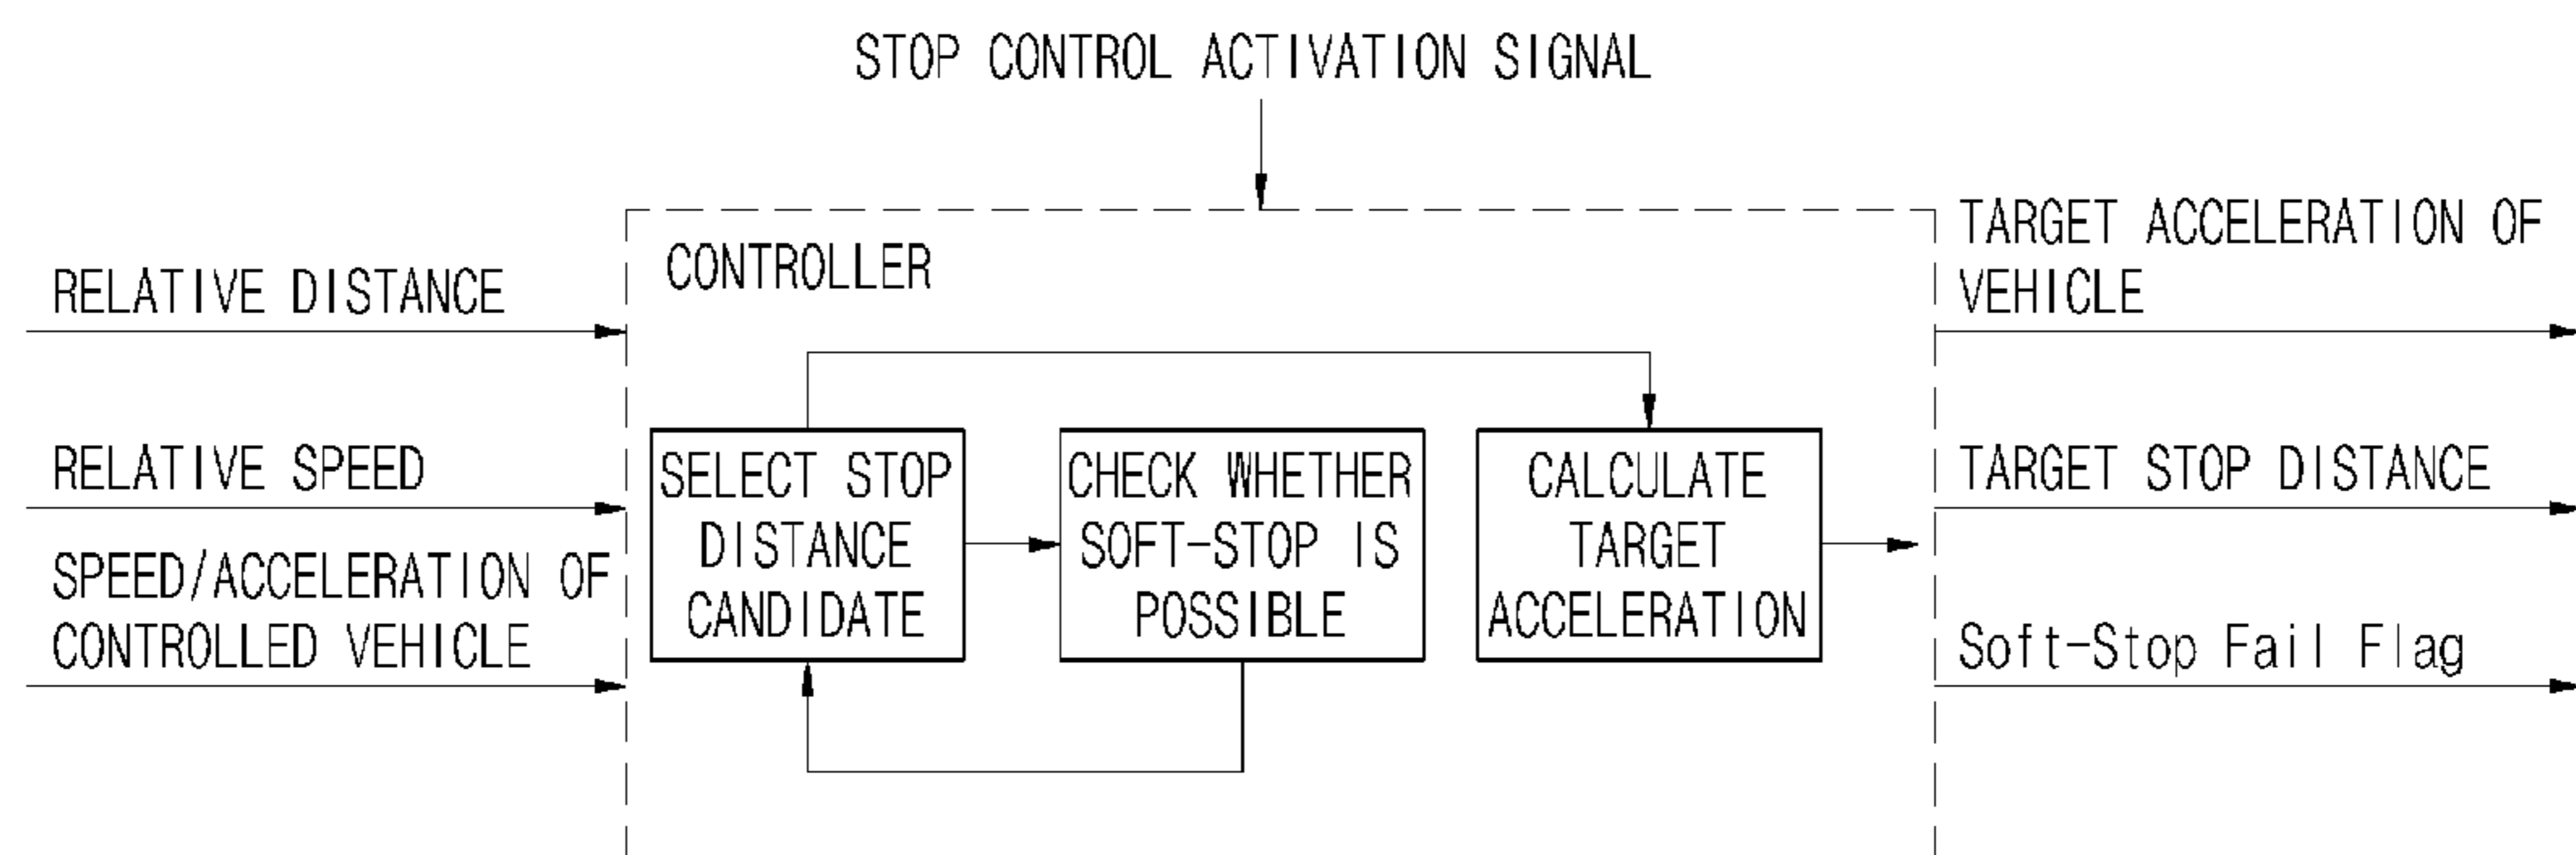 STOP CONTROL ACTIVATION SIGNAL
CONTROLLER
RELATIVE DISTANCE
RELATIVE SPEED
SPEED/ACCELERATION OF
CONTROLLED VEHICLE
SELECT STOP
DISTANCE
CANDIDATE
CHECK WHETHER
SOFT-STOP IS
POSSIBLE
CALCULATE
TARGET
ACCELERATION
TARGET ACCELERATION OF
VEHICLE
TARGET STOP DISTANCE
Soft-Stop Fail Flag